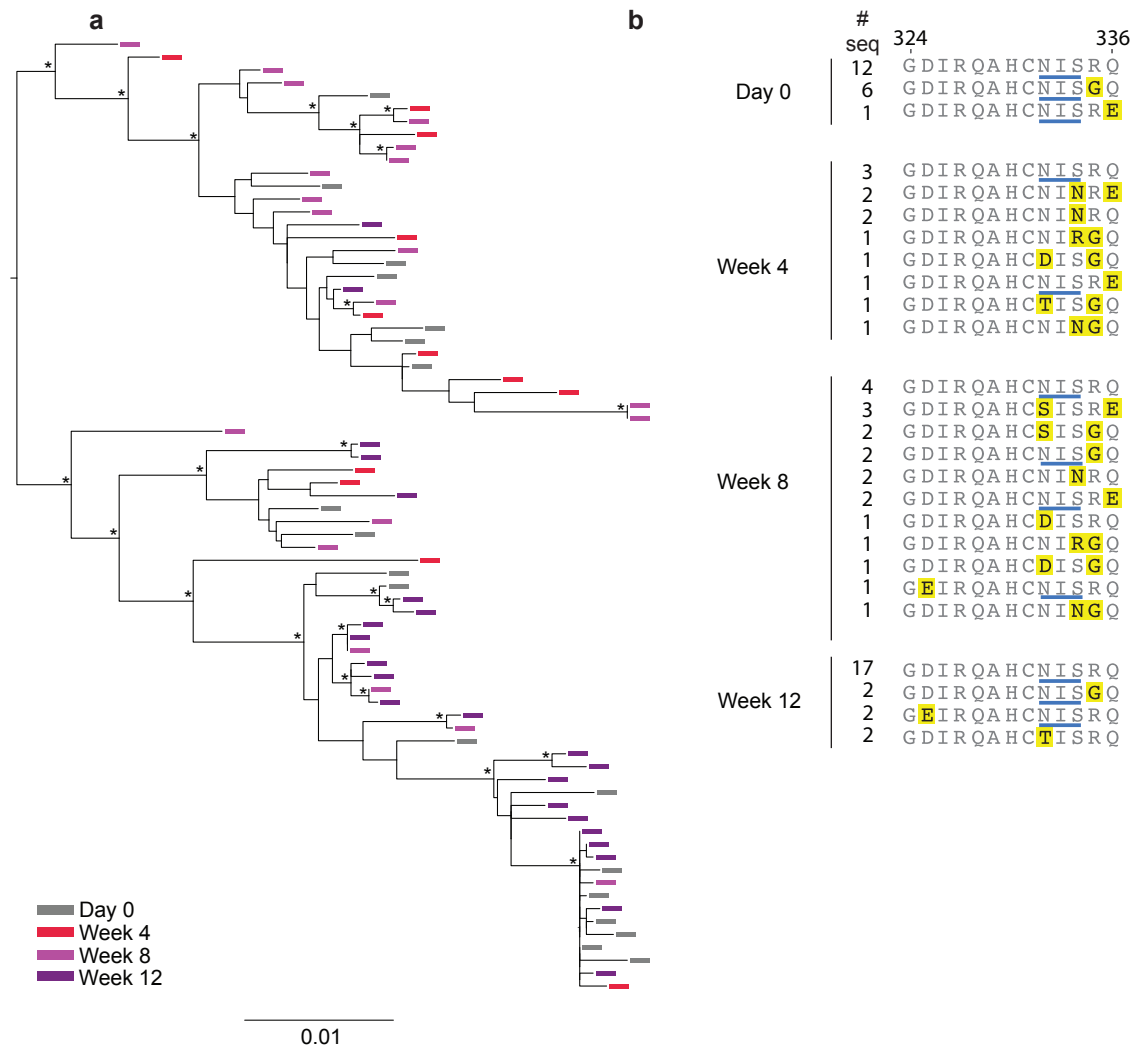 a
b
#
seq
324 336
Day 0
12 GDIRQAHCNISRQ
6 GDIRQAHCNISGQ
1 GDIRQAHCNISRE
Week 4
3 GDIRQAHCNISRQ
2 GDIRQAHCNINRE
2 GDIRQAHCNINRQ
1 GDIRQAHCNIRGQ
1 GDIRQAHCDISGQ
1 GDIRQAHCNISRE
1 GDIRQAHCTISGQ
1 GDIRQAHCNINGQ
Week 8
4 GDIRQAHCNISRQ
3 GDIRQAHCSISRE
2 GDIRQAHCSISGQ
2 GDIRQAHCNISGQ
2 GDIRQAHCNINRQ
2 GDIRQAHCNISRE
1 GDIRQAHCDISRQ
1 GDIRQAHCNIRGQ
1 GDIRQAHCDISGQ
1 GEIRQAHCNISRQ
1 GDIRQAHCNINGQ
Week 12
17 GDIRQAHCNISRQ
2 GDIRQAHCNISGQ
2 GEIRQAHCNISRQ
2 GDIRQAHCTISRQ
Day 0
Week 4
Week 8
Week 12
0.01